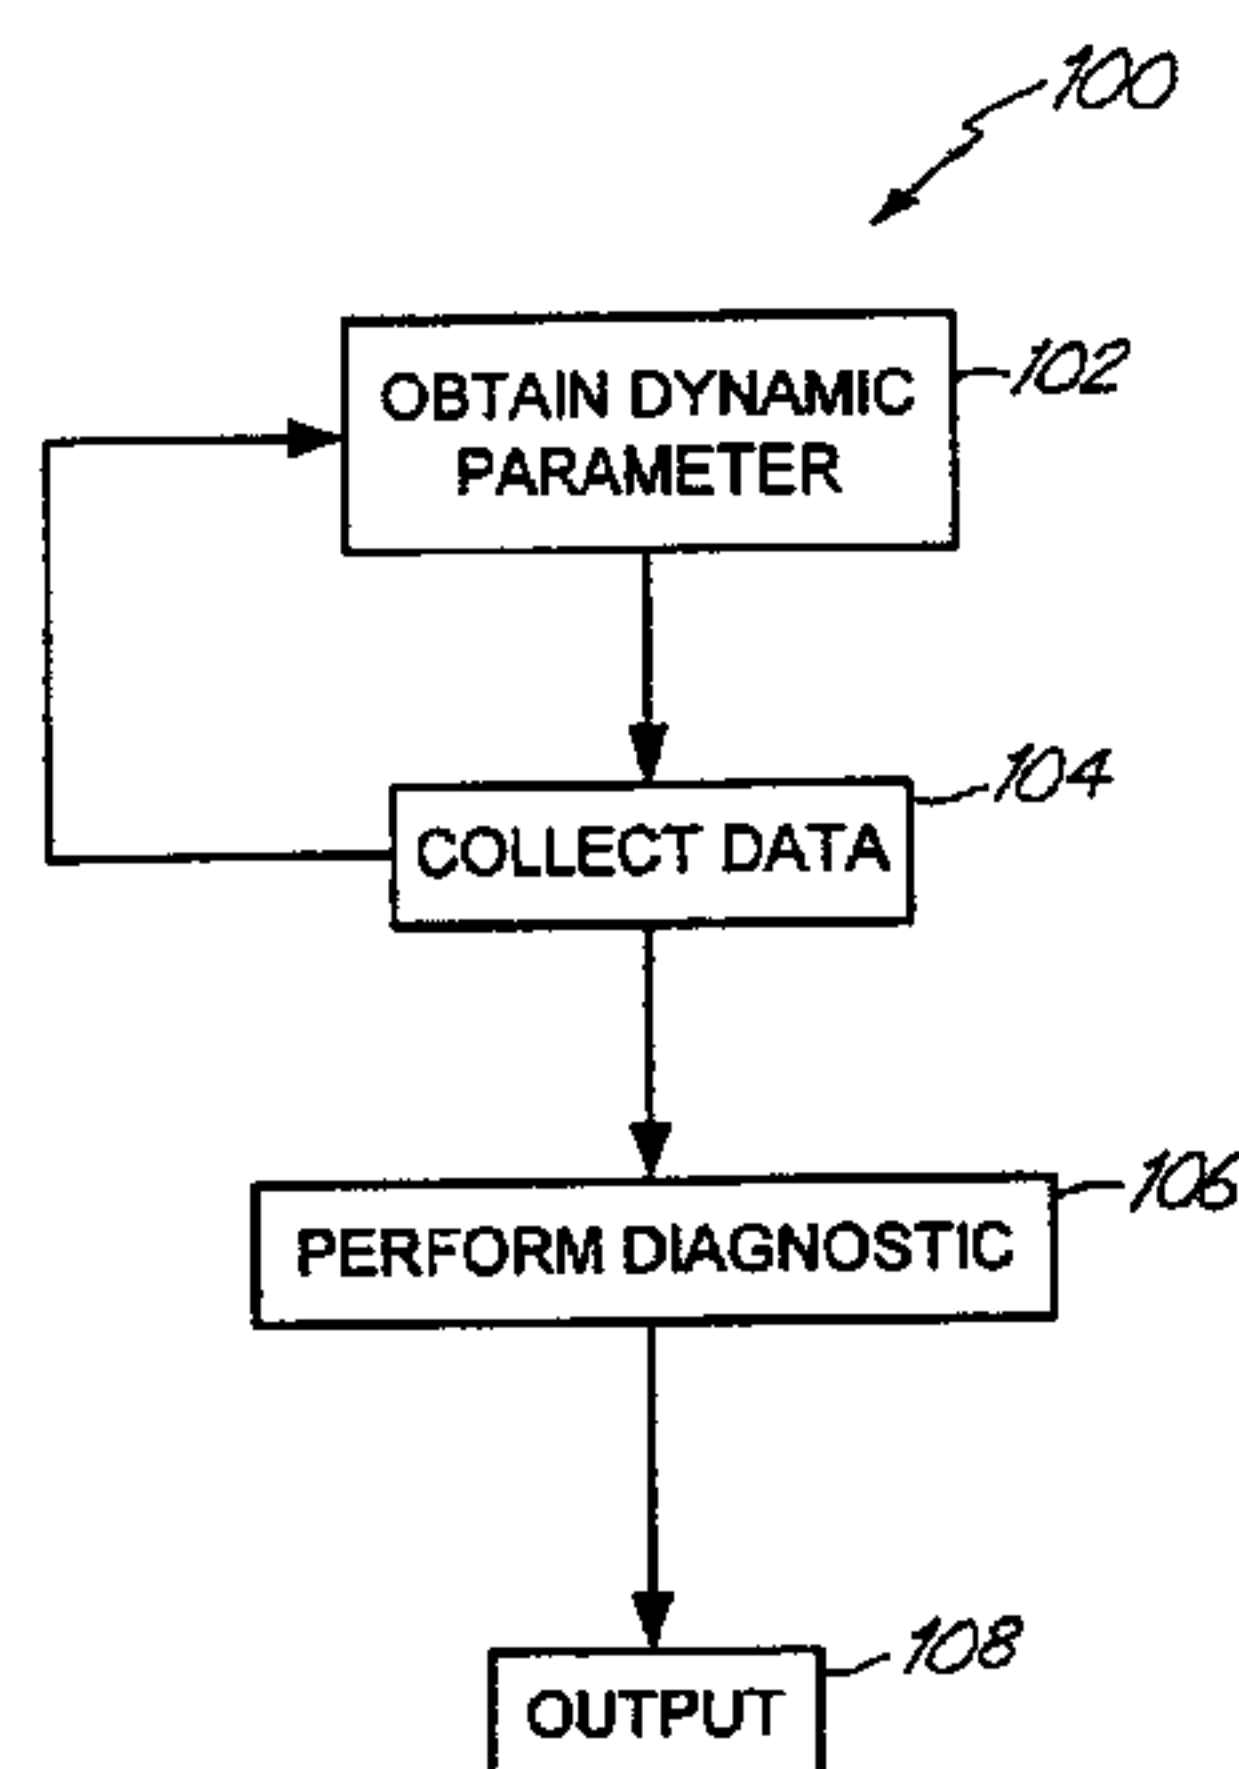 100
OBTAIN DYNAMIC
PARAMETER
102
COLLECT DATA
104
PERFORM DIAGNOSTIC
106
OUTPUT
108